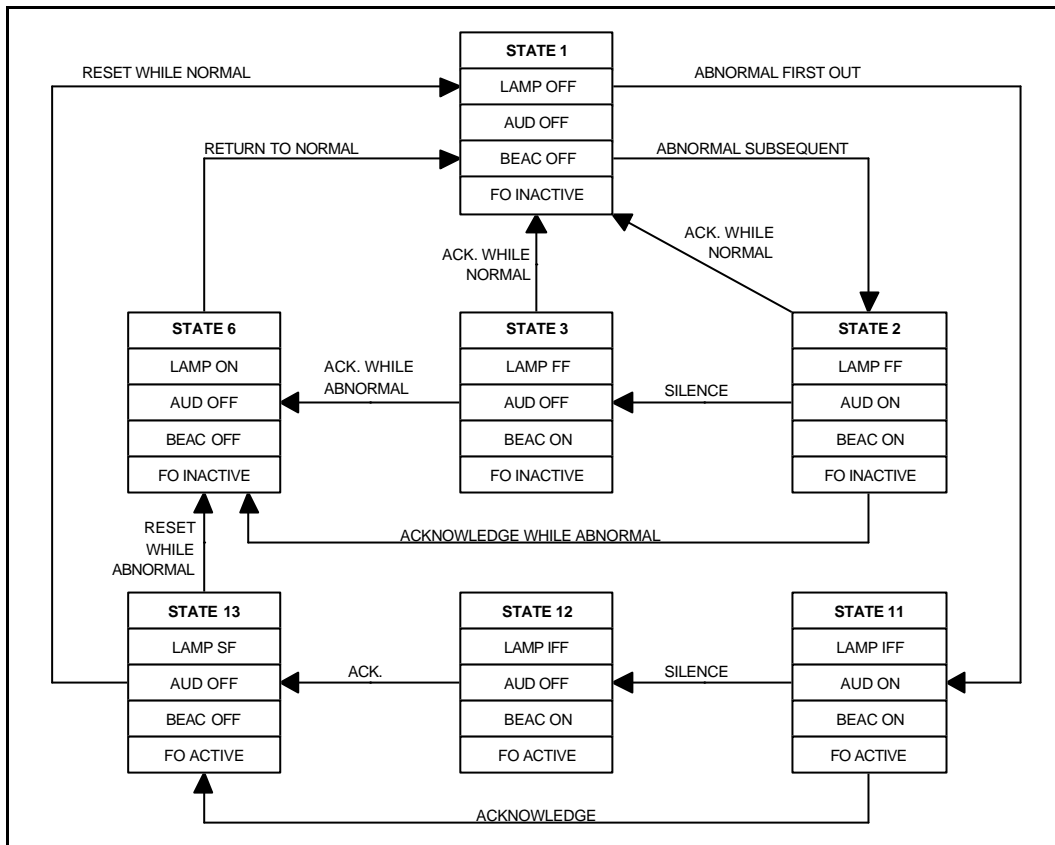 STATE 1
RESET WHILE NORMAL
LAMP OFF
ABNORMAL FIRST OUT
AUD OFF
RETURN TO NORMAL
BEAC OFF
ABNORMAL SUBSEQUENT
FO INACTIVE
ACK. WHILE
NORMAL
ACK. WHILE
NORMAL
STATE 6
LAMP ON
AUD OFF
BEAC OFF
FO INACTIVE
ACK. WHILE
ABNORMAL
STATE 3
LAMP FF
AUD OFF
BEAC ON
FO INACTIVE
SILENCE
STATE 2
LAMP FF
AUD ON
BEAC ON
FO INACTIVE
ACKNOWLEDGE WHILE ABNORMAL
RESET
WHILE
ABNORMAL
STATE 13
LAMP SF
AUD OFF
BEAC OFF
FO ACTIVE
ACK.
STATE 12
LAMP IFF
AUD OFF
BEAC ON
FO ACTIVE
SILENCE
STATE 11
LAMP IFF
AUD ON
BEAC ON
FO ACTIVE
ACKNOWLEDGE